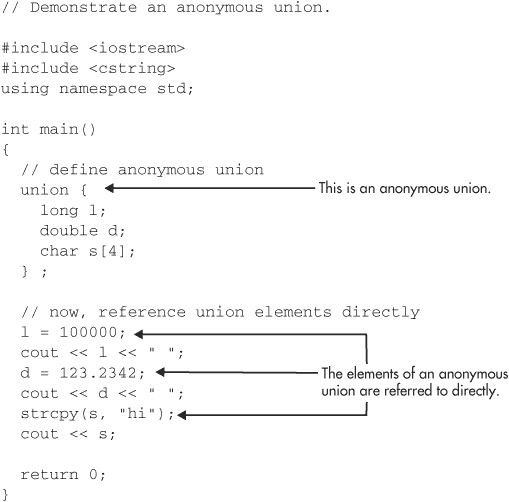 // Demonstrate an anonymous union.

#include <iostream>
#include <cstring>
using namespace std;

int main()
{
  // define anonymous union
  union {
This is an anonymous union.
    long l;
    double d;
    char s[4];
  } ;

  // now, reference union elements directly
  l = 100000;
  cout << l << " ";
  d = 123.2342;
The elements of an anonymous
union are referred to directly.
  cout << d << " ";
  strcpy(s, "hi");
  cout << s;

  return 0;
}